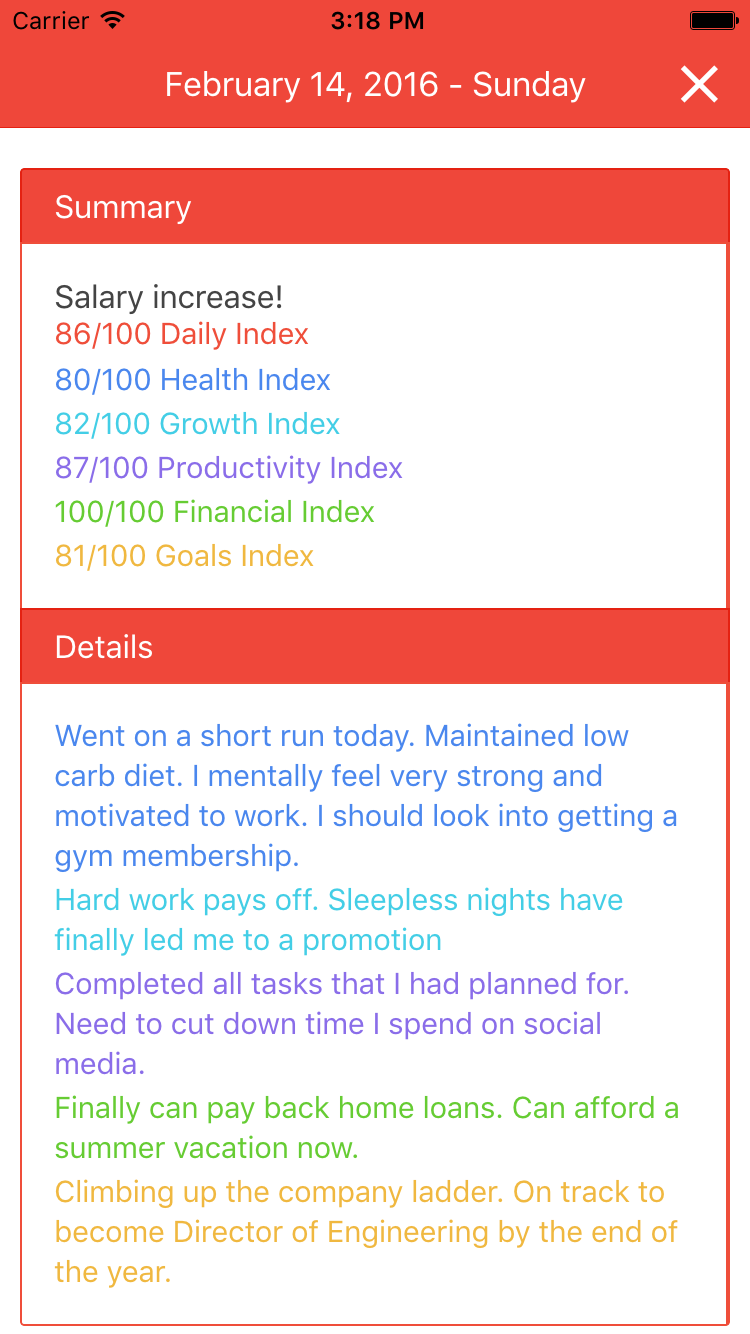 Carrier 3:18 PM
February 14, 2016 - Sunday
Summary
Salary increase!
86/100 Daily Index
80/100 Health Index
82/100 Growth Index
87/100 Productivity Index
100/100 Financial Index
81/100 Goals Index
Details
Went on a short run today. Maintained low
carb diet. I mentally feel very strong and
motivated to work. I should look into getting a
gym membership.
Hard work pays off. Sleepless nights have
finally led me to a promotion
Completed all tasks that I had planned for.
Need to cut down time I spend on social
media.
Finally can pay back home loans. Can afford a
summer vacation now.
Climbing up the company ladder. On track to
become Director of Engineering by the end of
the year.